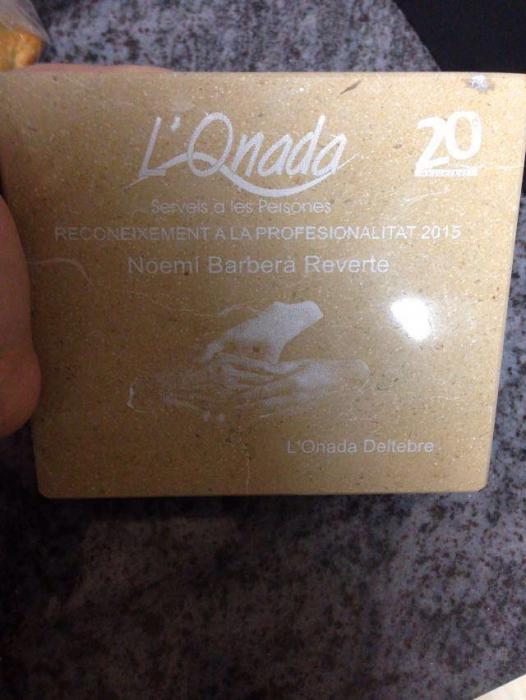 L'Onada
20
Serveis a les Persones
RECONEIXEMENT A LA PROFESIONALITAT 2015
Noemí Barberà Reverte
L'Onada Deltebre